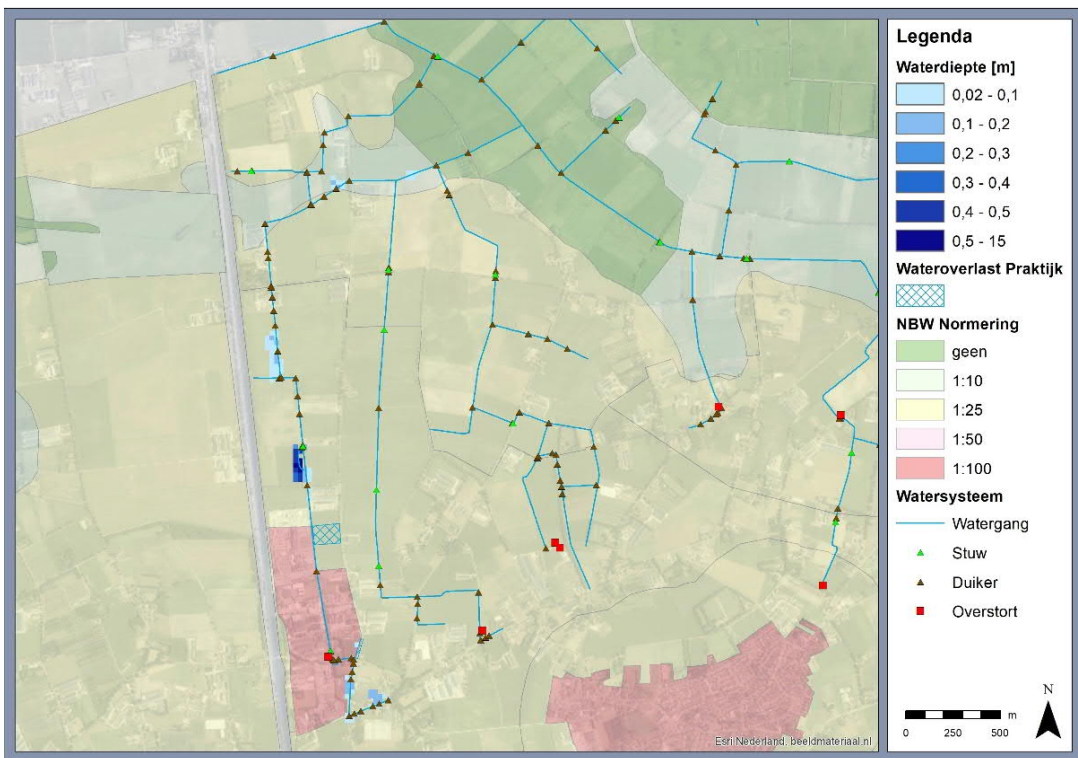 Legenda
Waterdiepte [m]
0,02 - 0,1
0,1 - 0,2
0,2 - 0,3
0,3 - 0,4
0,4 - 0,5
0,5 - 15
Wateroverlast Praktijk
NBW Normering
geen
1:10
1:25
1:50
1:100
Watersysteem
Watergang
Stuw
Duiker
Overstort
N
m
0 250 500
Esri Nederland, beeldmateriaal.nl